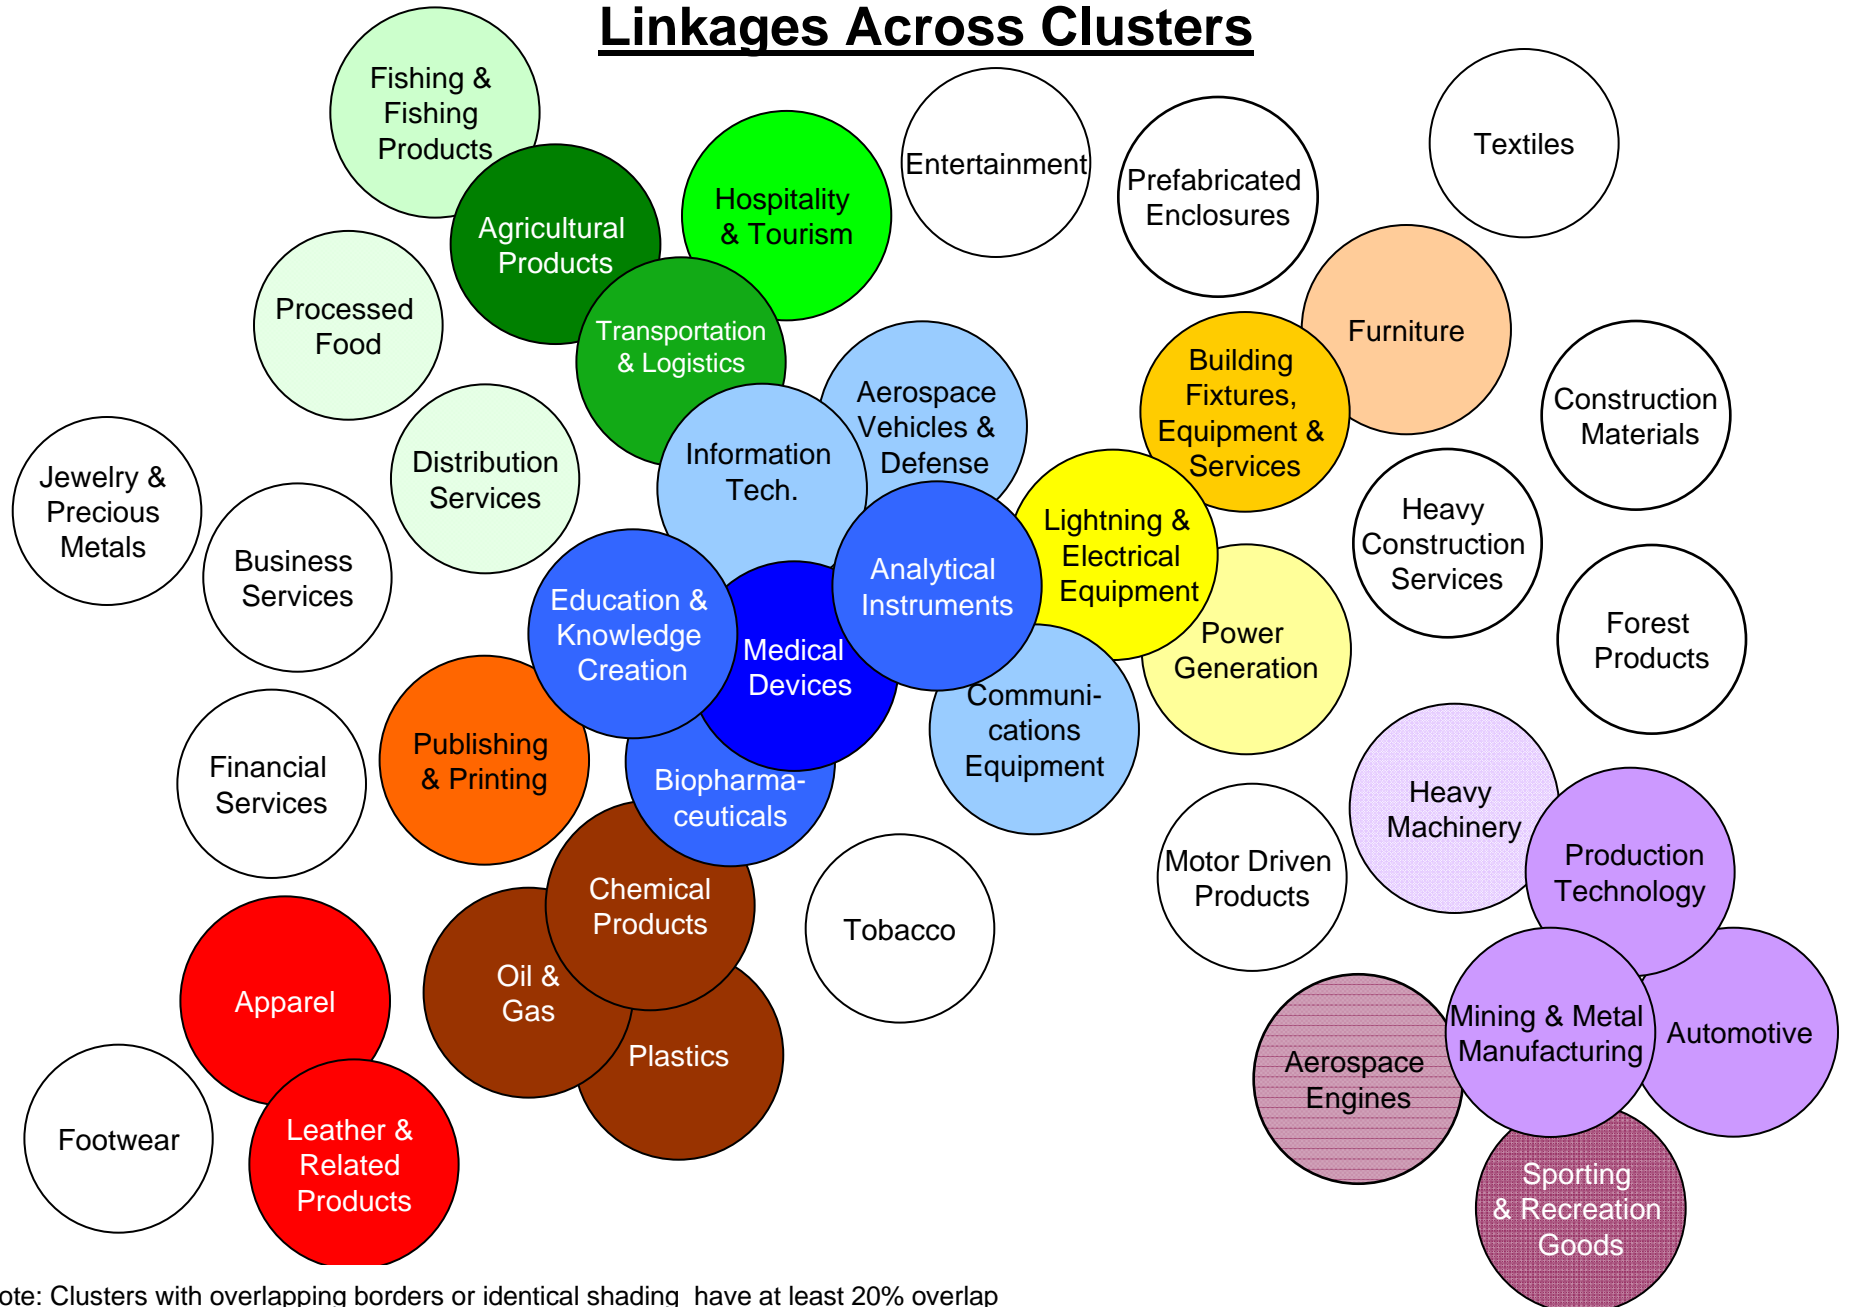 Linkages Across Clusters
Fishing &
Fishing
Products
Agricultural
Products
Hospitality
& Tourism
Entertainment
Prefabricated
Enclosures
Textiles
Processed
Food
Transportation
& Logistics
Aerospace
Vehicles &
Defense
Building
Fixtures,
Equipment &
Services
Furniture
Construction
Materials
Jewelry &
Precious
Metals
Distribution
Services
Information
Tech.
Business
Services
Education &
Knowledge
Creation
Medical
Devices
Analytical
Instruments
Lightning &
Electrical
Equipment
Heavy
Construction
Services
Power
Generation
Forest
Products
Communi-
cations
Equipment
Financial
Services
Publishing
& Printing
Biopharma-
ceuticals
Heavy
Machinery
Motor Driven
Products
Production
Technology
Chemical
Products
Tobacco
Apparel
Oil &
Gas
Plastics
Aerospace
Engines
Mining & Metal
Manufacturing
Automotive
Footwear
Leather &
Related
Products
Sporting
& Recreation
Goods
ote: Clusters with overlapping borders or identical shading have at least 20% overlap